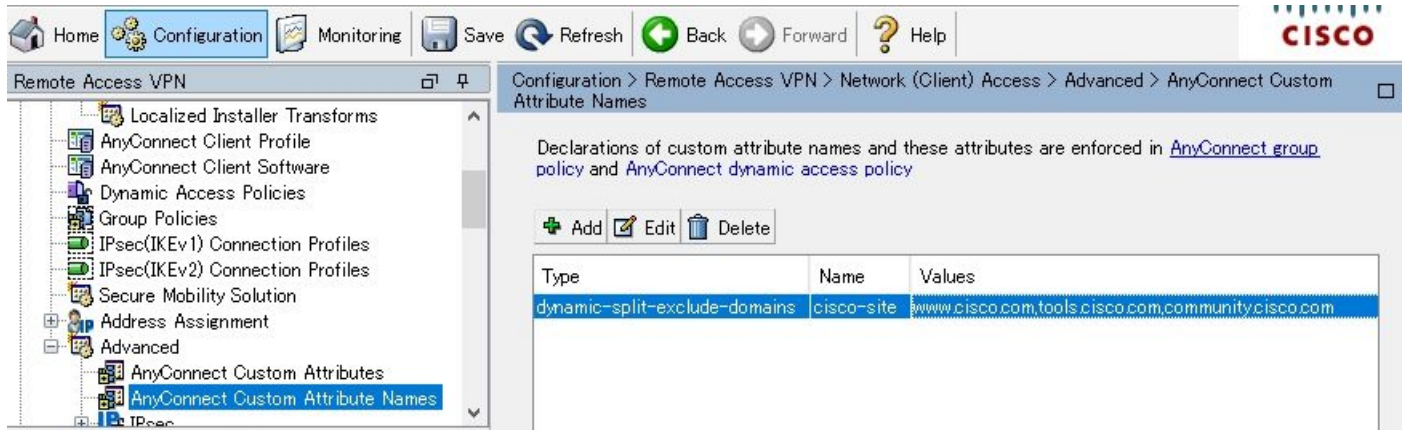 Home Configuration Monitoring Save Refresh Back Forward Help
CISCO
Remote Access VPN
Localized Installer Transforms
AnyConnect Client Profile
AnyConnect Client Software
Dynamic Access Policies
Group Policies
IPsec(IKEv1) Connection Profiles
IPsec(IKEv2) Connection Profiles
Secure Mobility Solution
Address Assignment
Advanced
AnyConnect Custom Attributes
AnyConnect Custom Attribute Names
IPsec
Configuration > Remote Access VPN > Network (Client) Access > Advanced > AnyConnect Custom
Attribute Names
Declarations of custom attribute names and these attributes are enforced in AnyConnect group
policy and AnyConnect dynamic access policy
Add Edit Delete
Type Name Values
dynamic-split-exclude-domains cisco-site www.cisco.com,tools.cisco.com,community.cisco.com